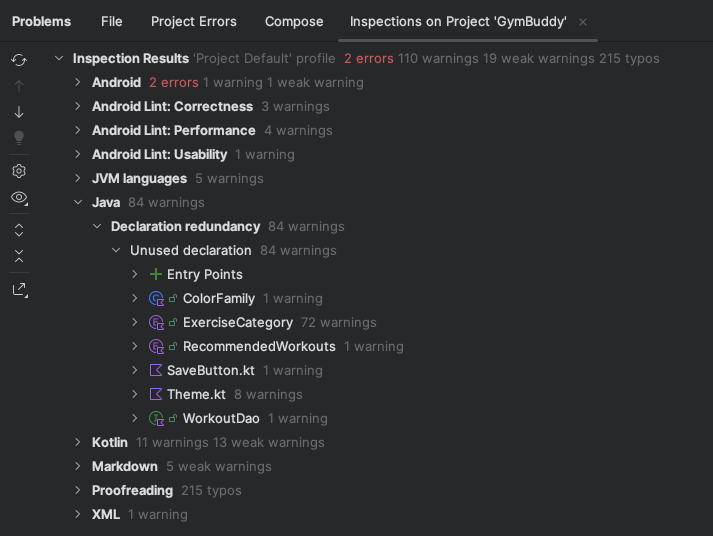 Problems File Project Errors Compose Inspections on Project 'GymBuddy'
Inspection Results 'Project Default' profile 2 errors 110 warnings 19 weak warnings 215 typos
Android 2 errors 1 warning 1 weak warning
Android Lint: Correctness 3 warnings
Android Lint: Performance 4 warnings
Android Lint: Usability 1 warning
JVM languages 5 warnings
Java 84 warnings
Declaration redundancy 84 warnings
Unused declaration 84 warnings
Entry Points
ColorFamily 1 warning
ExerciseCategory 72 warnings
RecommendedWorkouts 1 warning
SaveButton.kt 1 warning
Theme.kt 8 warnings
WorkoutDao 1 warning
Kotlin 11 warnings 13 weak warnings
Markdown 5 weak warnings
Proofreading 215 typos
XML 1 warning